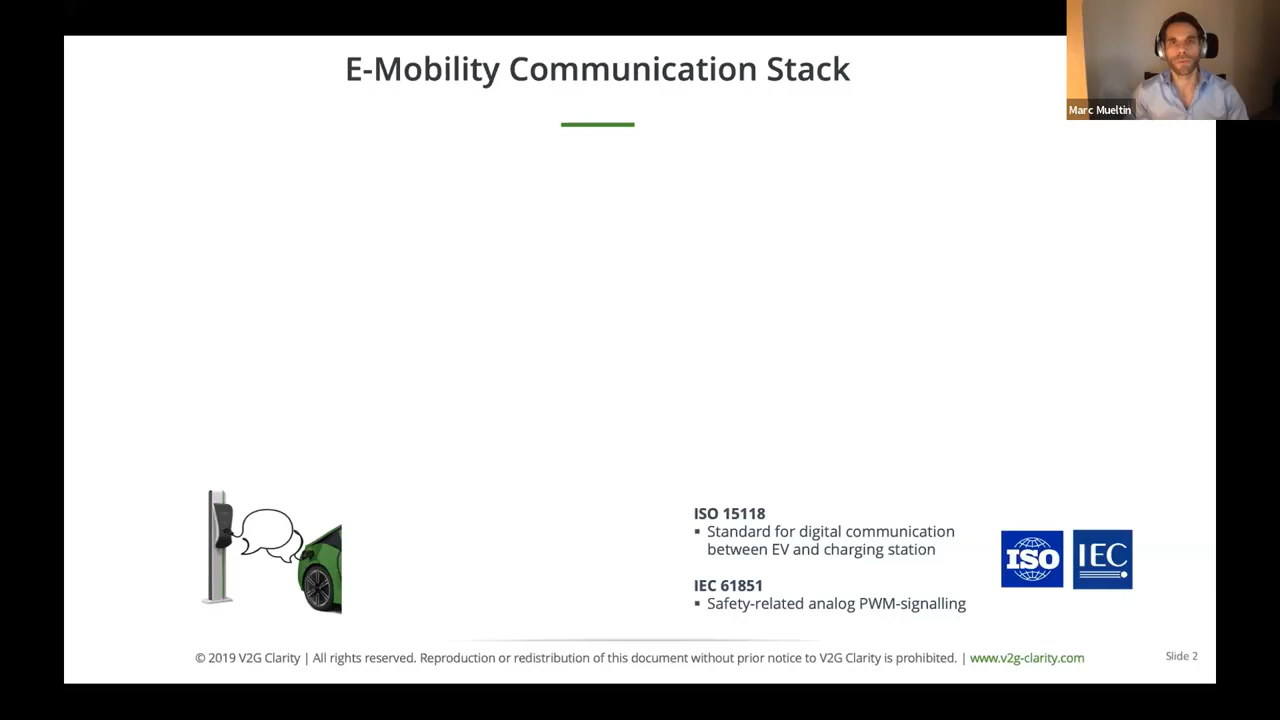 E-Mobility Communication Stack
Marc Mueltin
ISO 15118
▪ Standard for digital communication
between EV and charging station
IEC 61851
▪ Safety-related analog PWM-signalling
ISO
IEC
© 2019 V2G Clarity | All rights reserved. Reproduction or redistribution of this document without prior notice to V2G Clarity is prohibited. | www.v2g-clarity.com
Slide 2